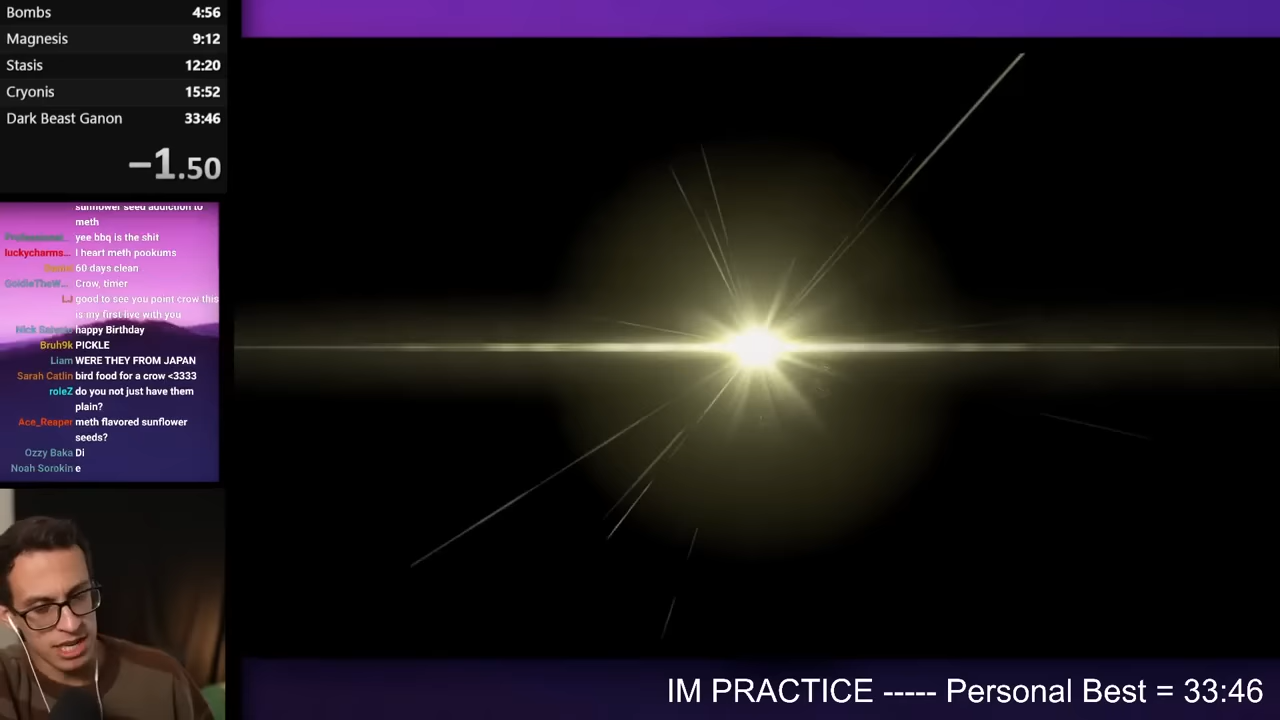 Bombs 4:56
Magnesis 9:12
Stasis 12:20
Cryonis 15:52
Dark Beast Ganon 33:46
−1.50
sunflower seed addiction to
meth
yee bbq is the shit
luckycharms... I heart meth pookums
60 days clean
GoldieTheW... Crow, timer
good to see you point crow this
is my first live with you
happy Birthday
Bruh9k PICKLE
Liam WERE THEY FROM JAPAN
Sarah Catlin bird food for a crow <3333
roleZ do you not just have them
plain?
Ace_Reaper meth flavored sunflower
seeds?
Ozzy Baka Di
Noah Sorokin e
IM PRACTICE ----- Personal Best = 33:46